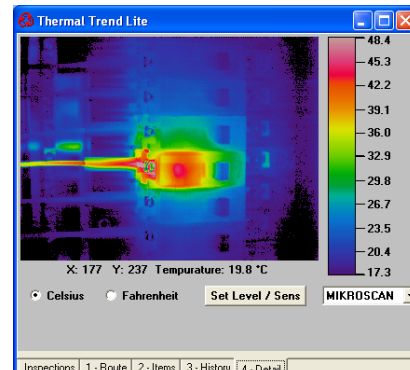 Thermal Trend Lite
48.4
45.3
42.2
39.1
36.0
32.9
29.8
26.7
23.5
20.4
17.3
X: 177 Y: 237 Tempurature: 19.8 °C
Celsius Fahrenheit Set Level / Sens MIKROSCAN
Inspections 1 - Route 2 - Items 3 - History 4 - Detail